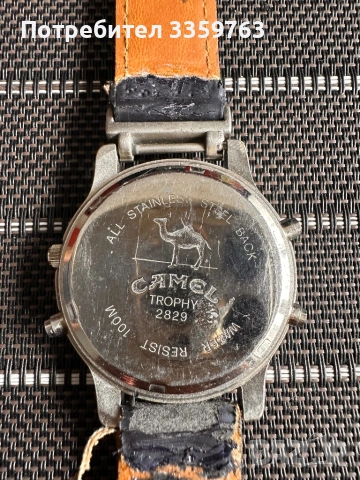 Потребител 3359763
· ALL STAINLESS STEEL BACK ·
CAMEL
TROPHY
2829
WATER RESIST 100M